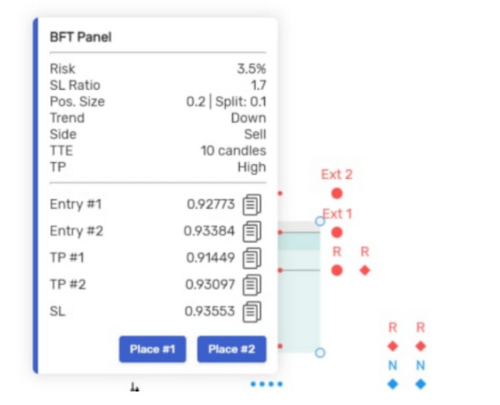 BFT Panel
Risk 3.5%
SL Ratio 1.7
Pos. Size 0.2 | Split: 0.1
Trend Down
Side Sell
TTE 10 candles
TP High
Entry #1 0.92773
Entry #2 0.93384
TP #1 0.91449
TP #2 0.93097
SL 0.93553
Place #1 Place #2
Ext 2
Ext 1
R R
R R
N N